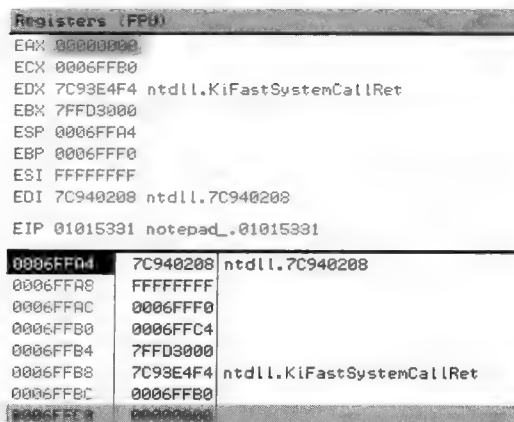 Registers (FPU)
EAX 00000000
ECX 0006FFB0
EDX 7C93E4F4 ntdll.KiFastSystemCallRet
EBX 7FFD3000
ESP 0006FFA4
EBP 0006FFF0
ESI FFFFFFFF
EDI 7C940208 ntdll.7C940208
EIP 01015331 notepad_.01015331
0006FFA4 7C940208 ntdll.7C940208
0006FFA8 FFFFFFFF
0006FFAC 0006FFF0
0006FFB0 0006FFC4
0006FFB4 7FFD3000
0006FFB8 7C93E4F4 ntdll.KiFastSystemCallRet
0006FFBC 0006FFB0
0006FFC0 00000000